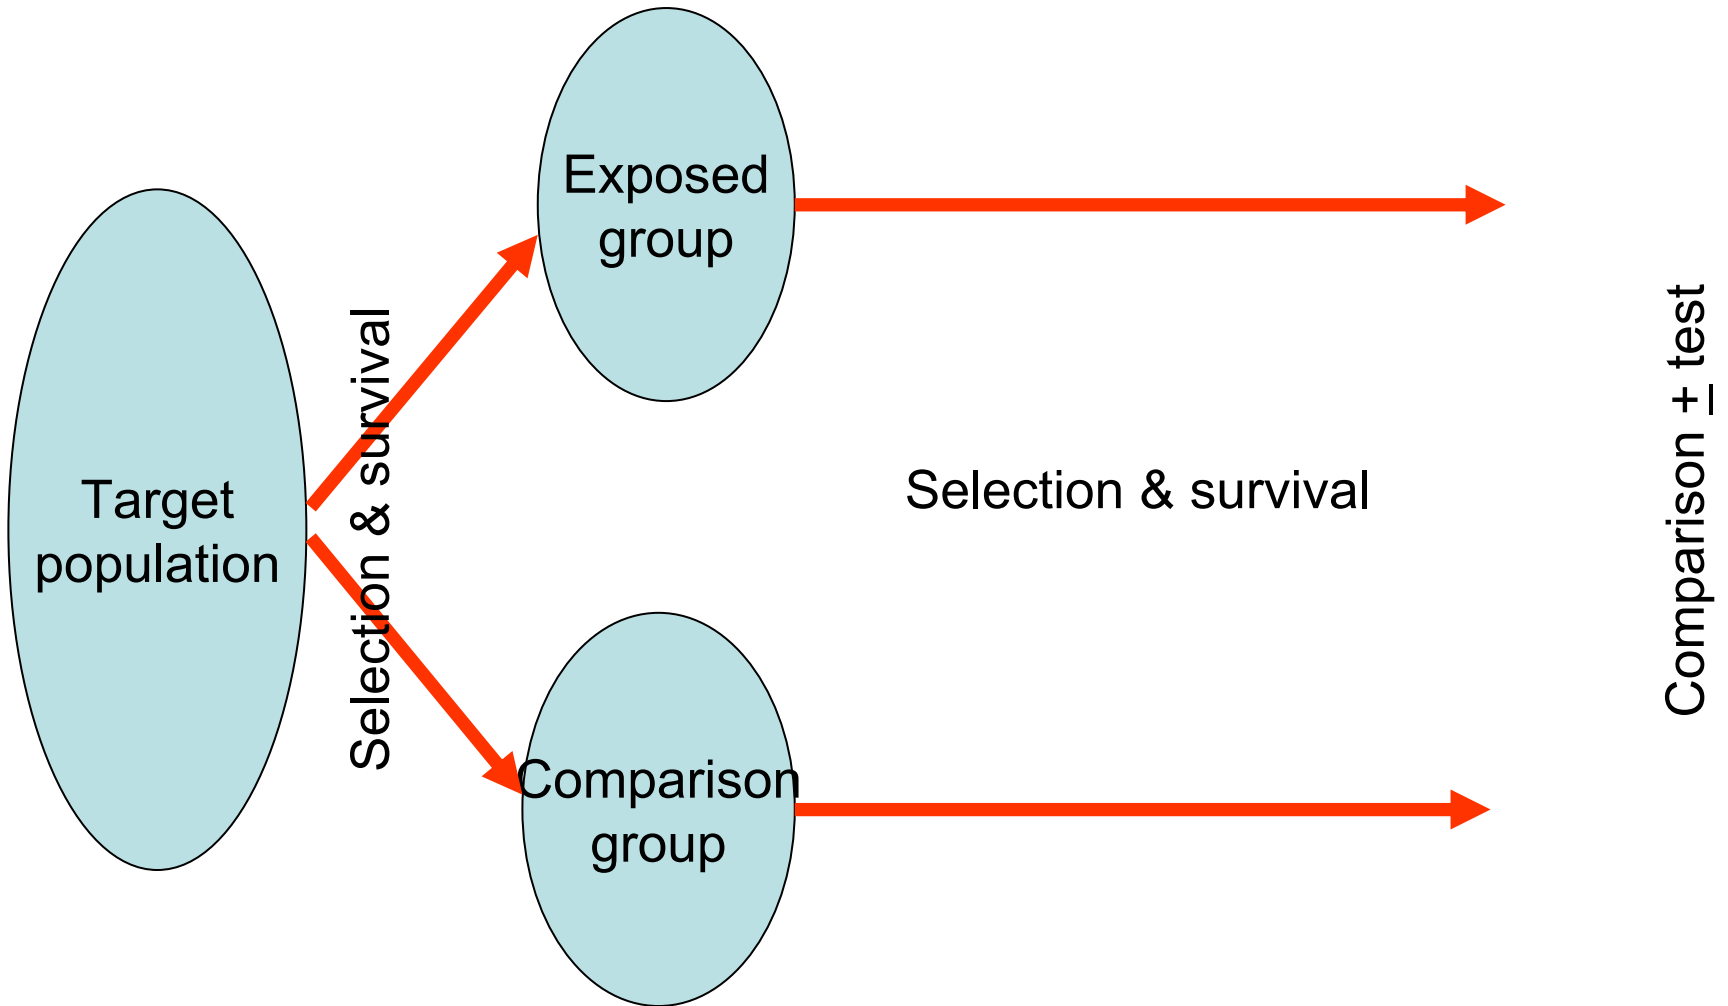 Target
population
Selection & survival
Exposed
group
Comparison
group
Selection & survival
Comparison + test